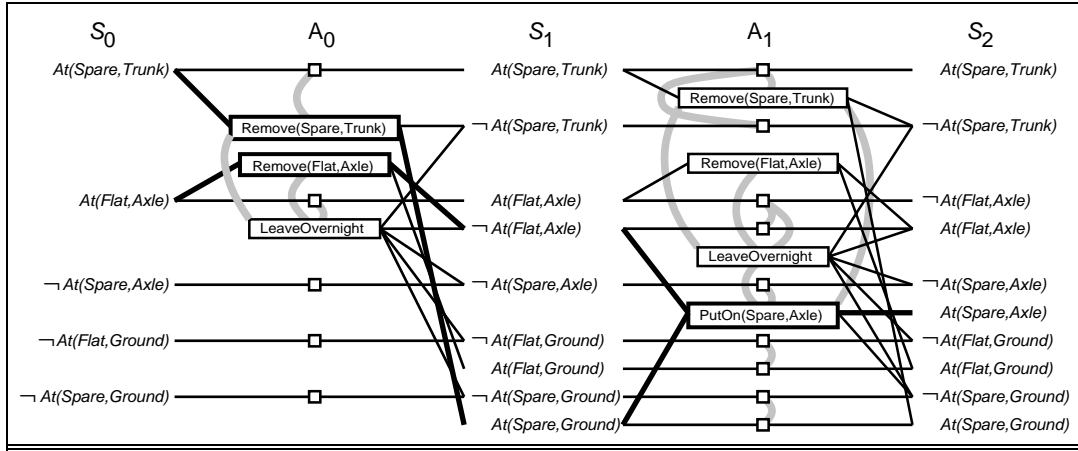 S0 A0 S1 A1 S2
At(Spare,Trunk) At(Spare,Trunk) At(Spare,Trunk)
Remove(Spare,Trunk)
Remove(Spare,Trunk) ¬ At(Spare,Trunk) ¬ At(Spare,Trunk)
Remove(Flat,Axle) Remove(Flat,Axle)
At(Flat,Axle) At(Flat,Axle) ¬ At(Flat,Axle)
LeaveOvernight ¬ At(Flat,Axle) At(Flat,Axle)
LeaveOvernight
¬ At(Spare,Axle) ¬ At(Spare,Axle) ¬ At(Spare,Axle)
PutOn(Spare,Axle) At(Spare,Axle)
¬ At(Flat,Ground) ¬ At(Flat,Ground) ¬ At(Flat,Ground)
At(Flat,Ground) At(Flat,Ground)
¬ At(Spare,Ground) ¬ At(Spare,Ground) ¬ At(Spare,Ground)
At(Spare,Ground) At(Spare,Ground)